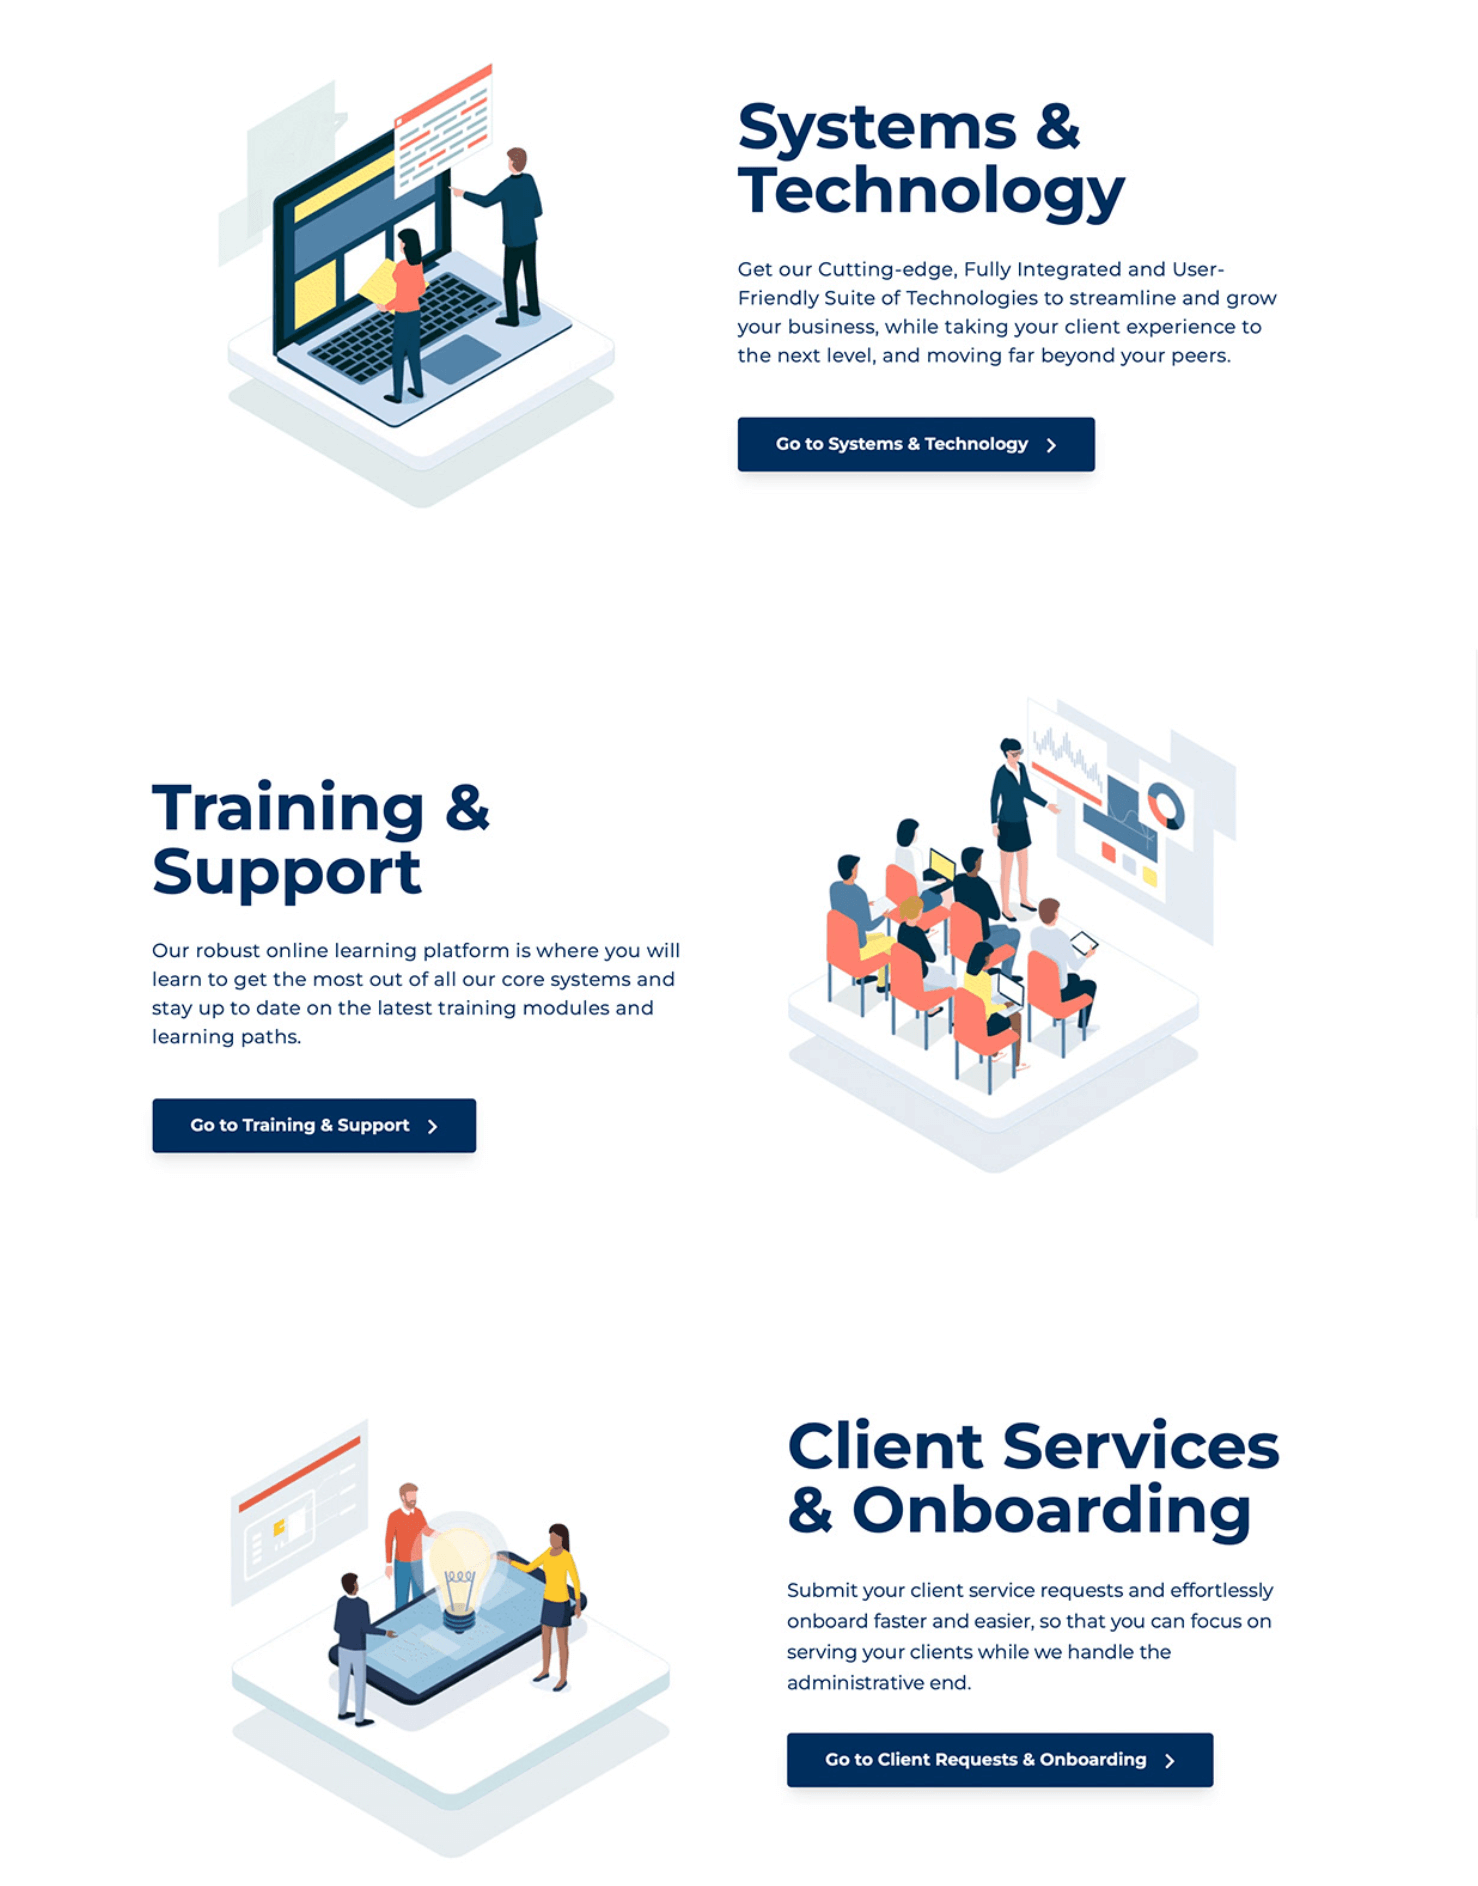 Systems &
Technology
Get our Cutting-edge, Fully Integrated and User-
Friendly Suite of Technologies to streamline and grow
your business, while taking your client experience to
the next level, and moving far beyond your peers.
Go to Systems & Technology
Training &
Support
Our robust online learning platform is where you will
learn to get the most out of all our core systems and
stay up to date on the latest training modules and
learning paths.
Go to Training & Support
Client Services
& Onboarding
Submit your client service requests and effortlessly
onboard faster and easier, so that you can focus on
serving your clients while we handle the
administrative end.
Go to Client Requests & Onboarding